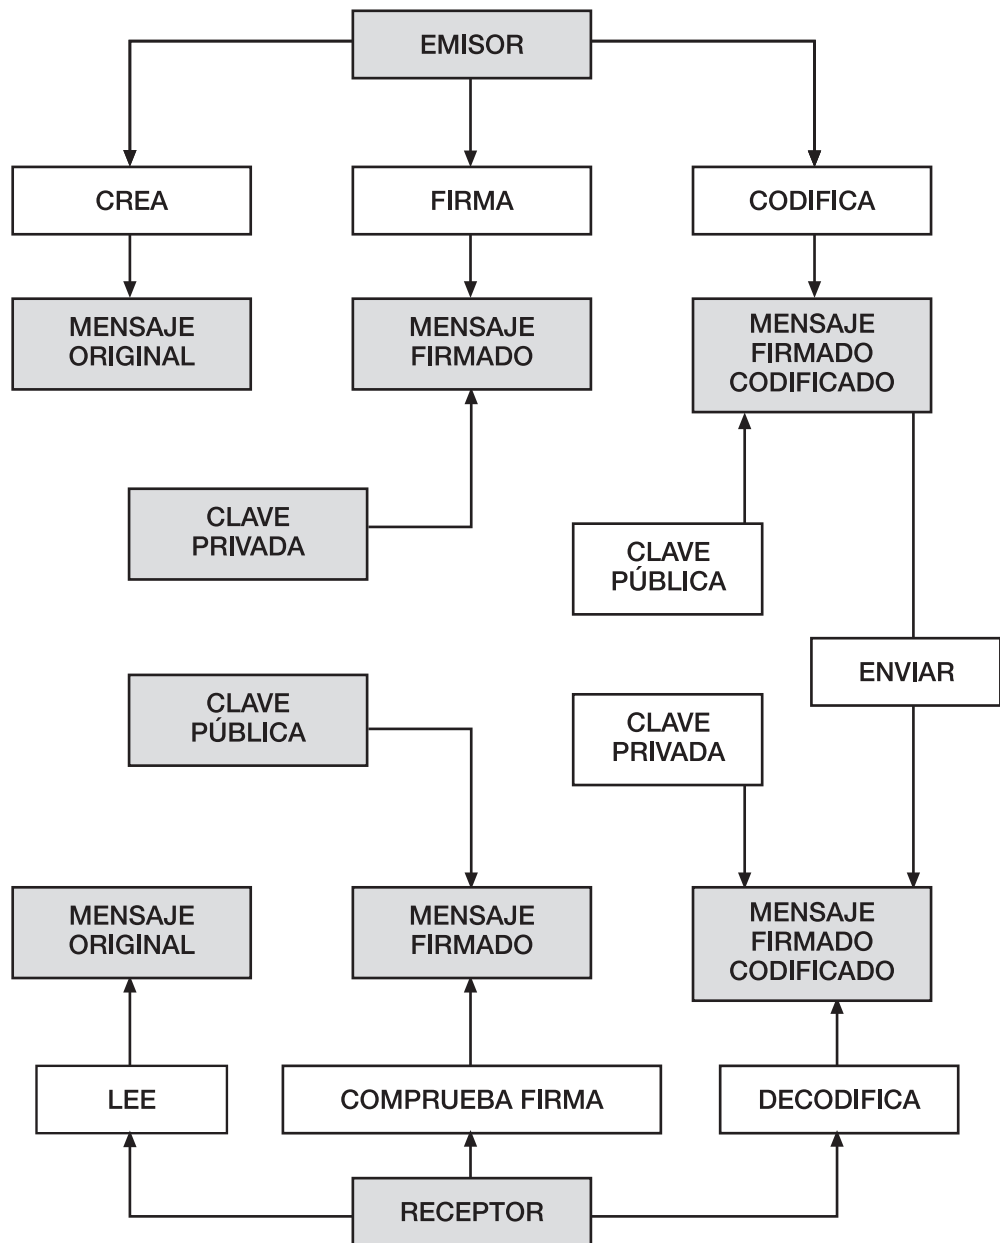 EMISOR
CREA
FIRMA
CODIFICA
MENSAJE
ORIGINAL
MENSAJE
FIRMADO
MENSAJE
FIRMADO
CODIFICADO
CLAVE
PRIVADA
CLAVE
PÚBLICA
ENVIAR
CLAVE
PÚBLICA
CLAVE
PRIVADA
MENSAJE
ORIGINAL
MENSAJE
FIRMADO
MENSAJE
FIRMADO
CODIFICADO
LEE
COMPRUEBA FIRMA
DECODIFICA
RECEPTOR